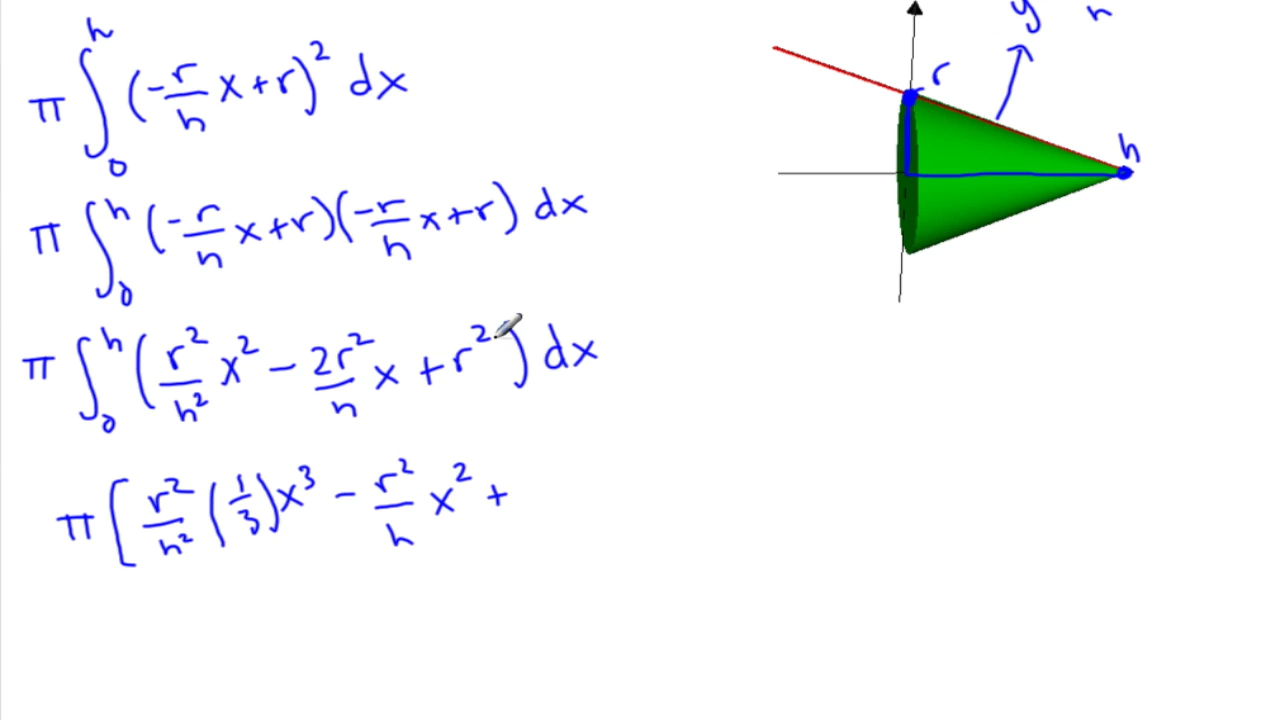 π ∫₀ʰ (-r/h x + r)² dx
π ∫₀ʰ (-r/h x + r)(-r/h x + r) dx
π ∫₀ʰ (r²/h² x² - 2r²/h x + r²) dx
π [ r²/h² (1/3) x³ - r²/h x² +
y
r
h